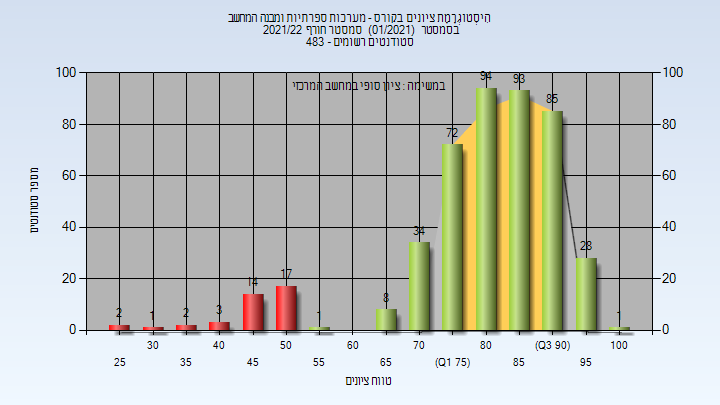 היסטוגרמת ציונים בקורס - מערכות ספרתיות ומבנה המחשב
בסמסטר (01/2021) סמסטר חורף 2021/22
סטודנטים רשומים - 483
במשימה : ציון סופי במחשב המרכזי
מספר סטודנטים
100 100
80 80
60 60
40 40
20 20
0 0
2 1 2 3 14 17 1 8 34 72 94 93 85 28 1
30 40 50 60 70 80 (Q3 90) 100
25 35 45 55 65 (Q1 75) 85 95
טווח ציונים